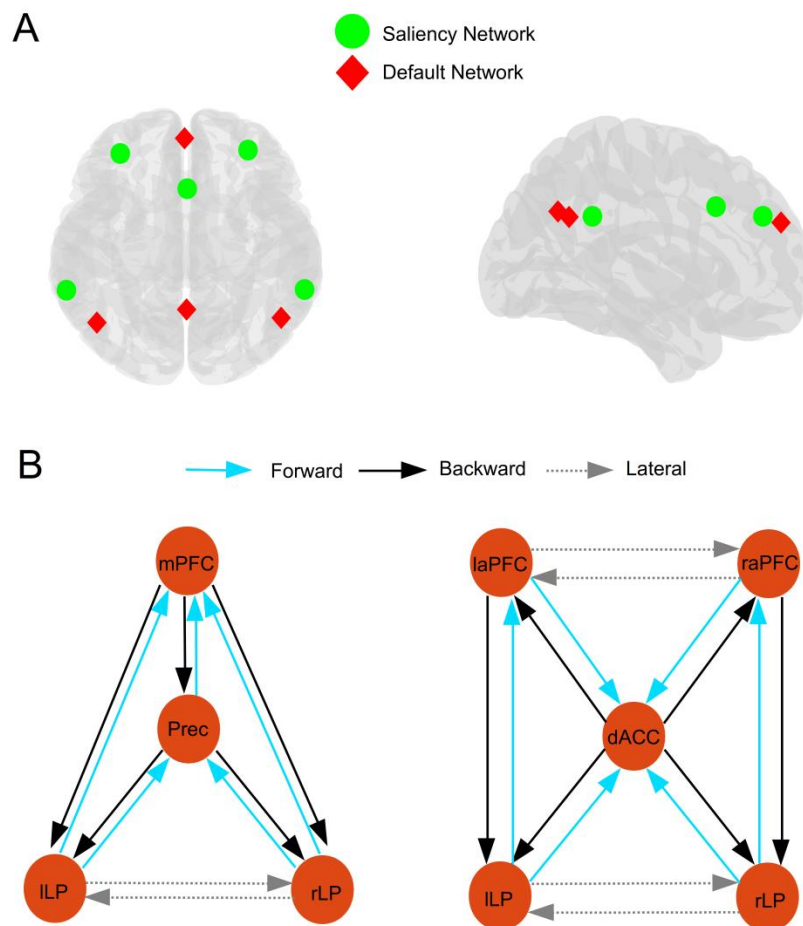 A
Saliency Network
Default Network
B
Forward Backward Lateral
mPFC
Prec
lLP rLP
laPFC raPFC
dACC
lLP rLP